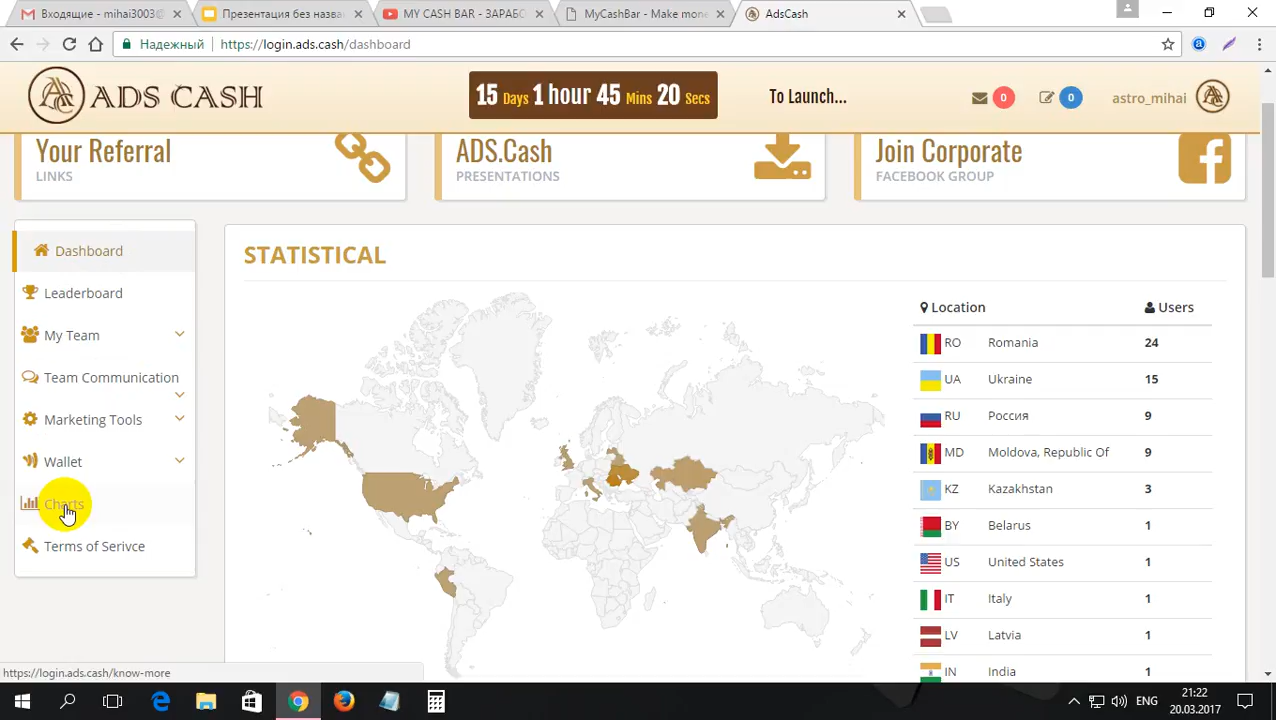 Входящие - mihai3003@
Презентация без назва
MY CASH BAR - ЗАРАБО
MyCashBar - Make mone
AdsCash
Надежный
https://login.ads.cash/dashboard
ADS CASH
15 Days 1 hour 45 Mins 20 Secs
To Launch...
0
0
astro_mihai
Your Referral
LINKS
ADS.Cash
PRESENTATIONS
Join Corporate
FACEBOOK GROUP
Dashboard
Leaderboard
My Team
Team Communication
Marketing Tools
Wallet
Charts
Terms of Serivce
STATISTICAL
Location Users
RO Romania 24
UA Ukraine 15
RU Россия 9
MD Moldova, Republic Of 9
KZ Kazakhstan 3
BY Belarus 1
US United States 1
IT Italy 1
LV Latvia 1
IN India 1
https://login.ads.cash/know-more
ENG
21:22
20.03.2017